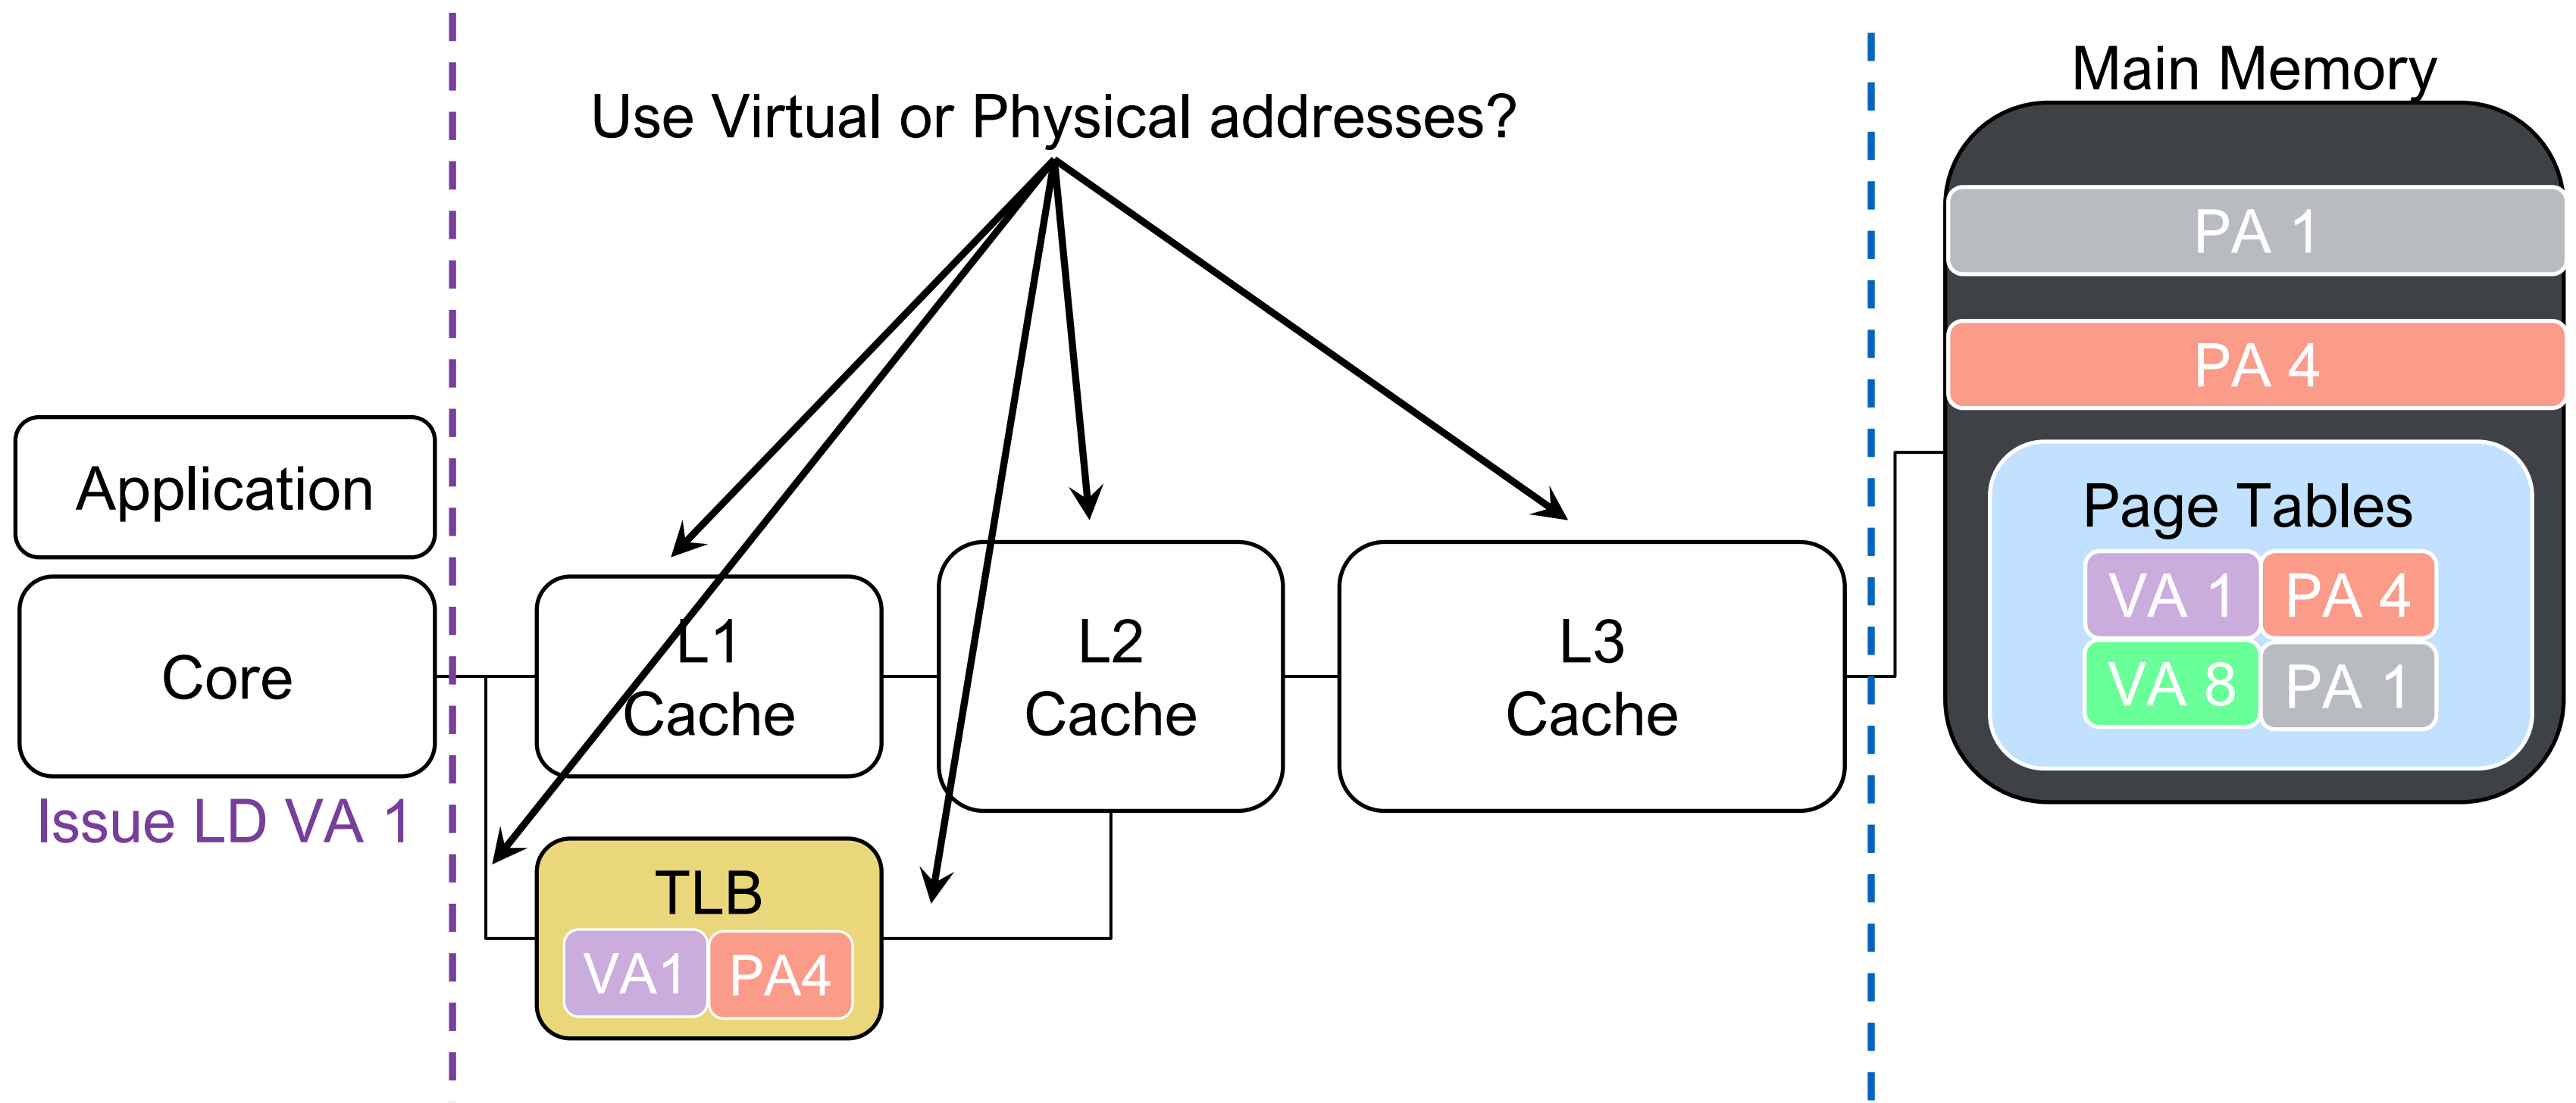 Use Virtual or Physical addresses?
Main Memory
PA 1
PA 4
Application
Core
Issue LD VA 1
L1
Cache
L2
Cache
L3
Cache
TLB
VA1 PA4
Page Tables
VA 1 PA 4
VA 8 PA 1